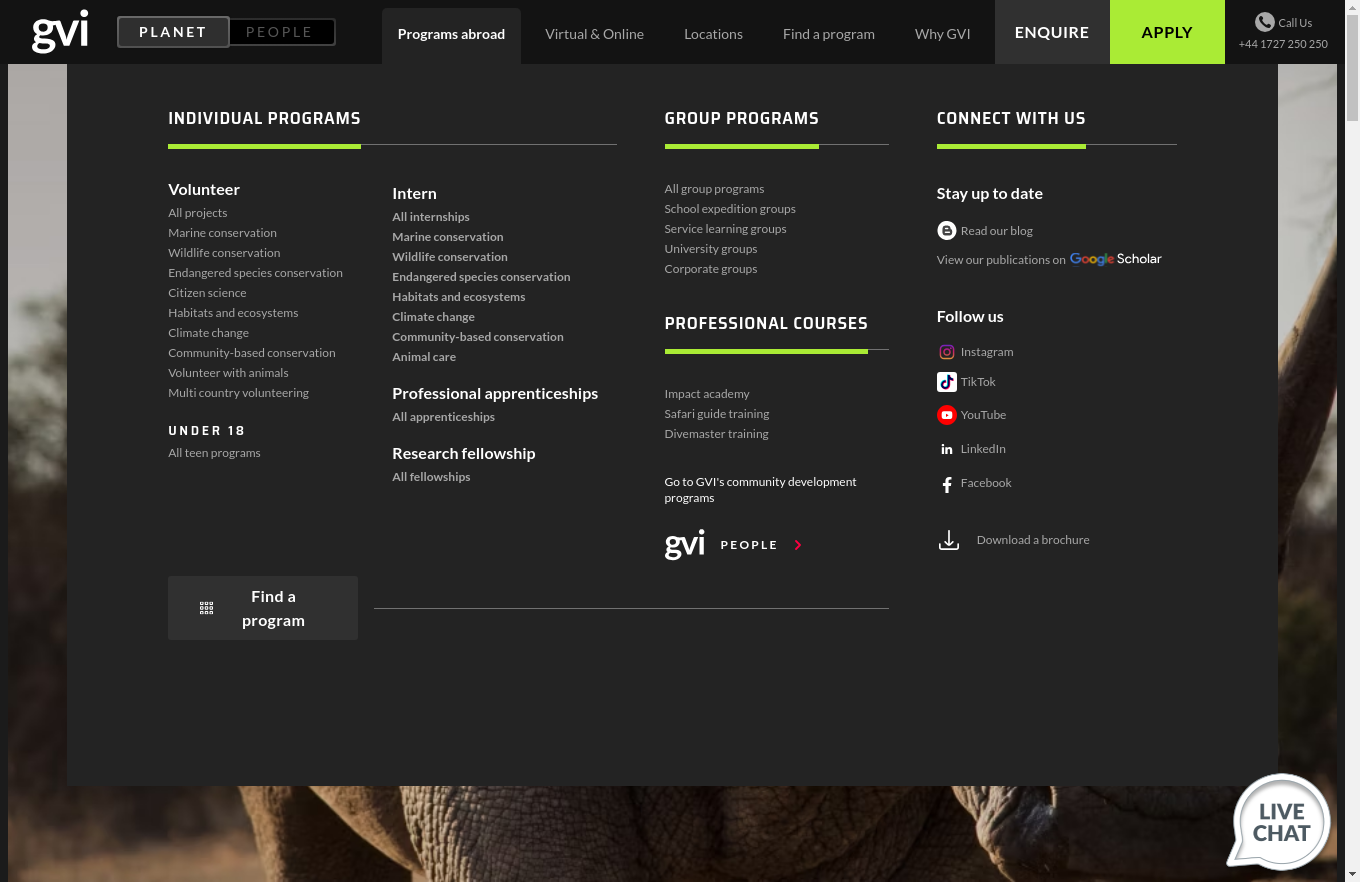 gvi
PLANET
PEOPLE
Programs abroad
Virtual & Online
Locations
Find a program
Why GVI
ENQUIRE
APPLY
Call Us
+44 1727 250 250
INDIVIDUAL PROGRAMS
Volunteer
All projects
Marine conservation
Wildlife conservation
Endangered species conservation
Citizen science
Habitats and ecosystems
Climate change
Community-based conservation
Volunteer with animals
Multi country volunteering
UNDER 18
All teen programs
Intern
All internships
Marine conservation
Wildlife conservation
Endangered species conservation
Habitats and ecosystems
Climate change
Community-based conservation
Animal care
Professional apprenticeships
All apprenticeships
Research fellowship
All fellowships
Find a
program
GROUP PROGRAMS
All group programs
School expedition groups
Service learning groups
University groups
Corporate groups
PROFESSIONAL COURSES
Impact academy
Safari guide training
Divemaster training
Go to GVI's community development
programs
gvi PEOPLE
CONNECT WITH US
Stay up to date
Read our blog
View our publications on Google Scholar
Follow us
Instagram
TikTok
YouTube
LinkedIn
Facebook
Download a brochure
LIVE
CHAT